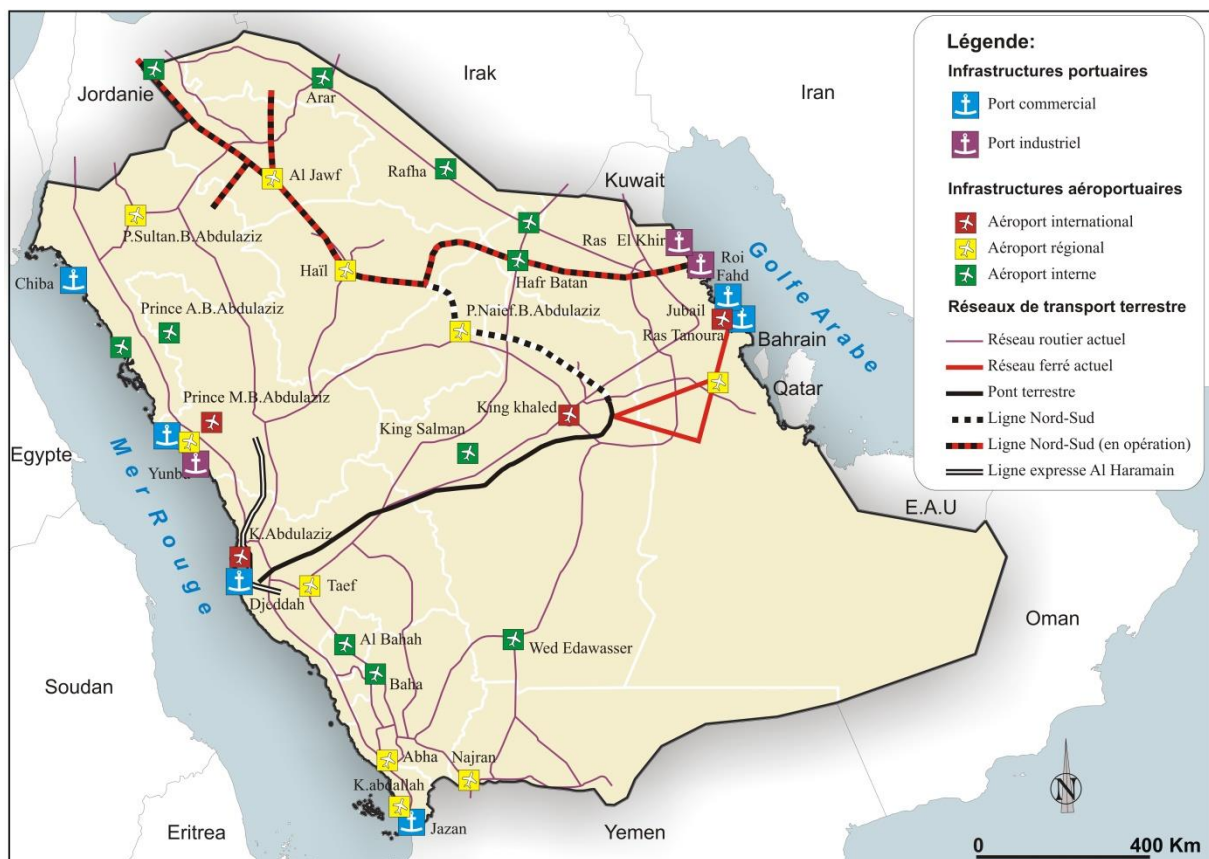 Légende:
Infrastructures portuaires
Port commercial
Port industriel
Infrastructures aéroportuaires
Aéroport international
Aéroport régional
Aéroport interne
Réseaux de transport terrestre
Réseau routier actuel
Réseau ferré actuel
Pont terrestre
Ligne Nord-Sud
Ligne Nord-Sud (en opération)
Ligne expresse Al Haramain
Irak
Iran
Jordanie
Arar
Rafha
Al Jawf
Kuwait
P.Sultan.B.Abdulaziz
Ras El Khir
Roi
Fahd
Golfe Arabe
Haïl
Hafr Batan
Chiba
Prince A.B.Abdulaziz
P.Naief.B.Abdulaziz
Jubail
Ras Tanoura
Bahrain
Qatar
Prince M.B.Abdulaziz
King khaled
King Salman
Egypte
Yunbu
Mer Rouge
E.A.U
K.Abdulaziz
Djeddah
Taef
Oman
Al Bahah
Wed Edawasser
Baha
Soudan
Abha
Najran
K.abdallah
Jazan
Eritrea
Yemen
N
0 400 Km